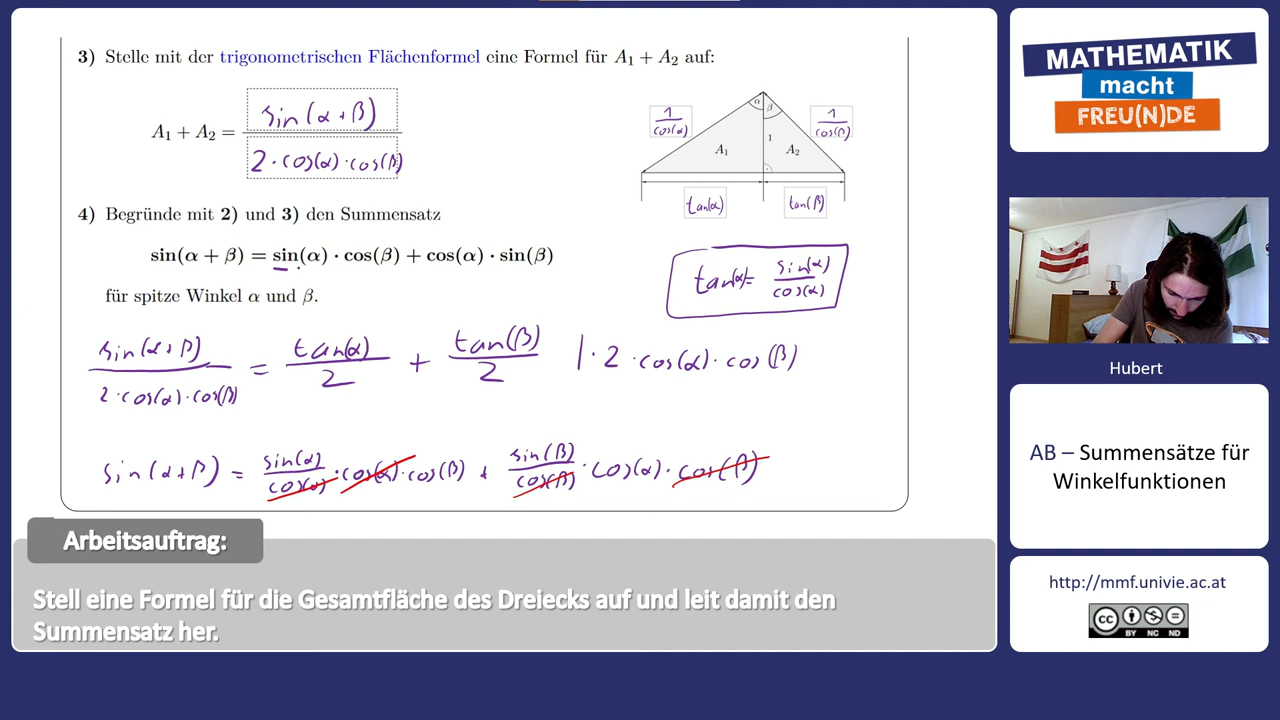 3) Stelle mit der trigonometrischen Flächenformel eine Formel für A₁ + A₂ auf:
A₁ + A₂ = sin(α+β) / 2·cos(α)·cos(β)
α β
1/cos(α) 1/cos(β)
1
A₁ A₂
tan(α) tan(β)
4) Begründe mit 2) und 3) den Summensatz
sin(α + β) = sin(α) · cos(β) + cos(α) · sin(β)
für spitze Winkel α und β.
tan(α) = sin(α)/cos(α)
sin(α+β) / 2·cos(α)·cos(β) = tan(α)/2 + tan(β)/2 |·2·cos(α)·cos(β)
sin(α+β) = sin(α)/cos(α)·cos(α)·cos(β) + sin(β)/cos(β)·cos(α)·cos(β)
Arbeitsauftrag:
Stell eine Formel für die Gesamtfläche des Dreiecks auf und leit damit den
Summensatz her.
MATHEMATIK
macht
FREU(N)DE
Hubert
AB – Summensätze für
Winkelfunktionen
http://mmf.univie.ac.at
cc
BY NC ND